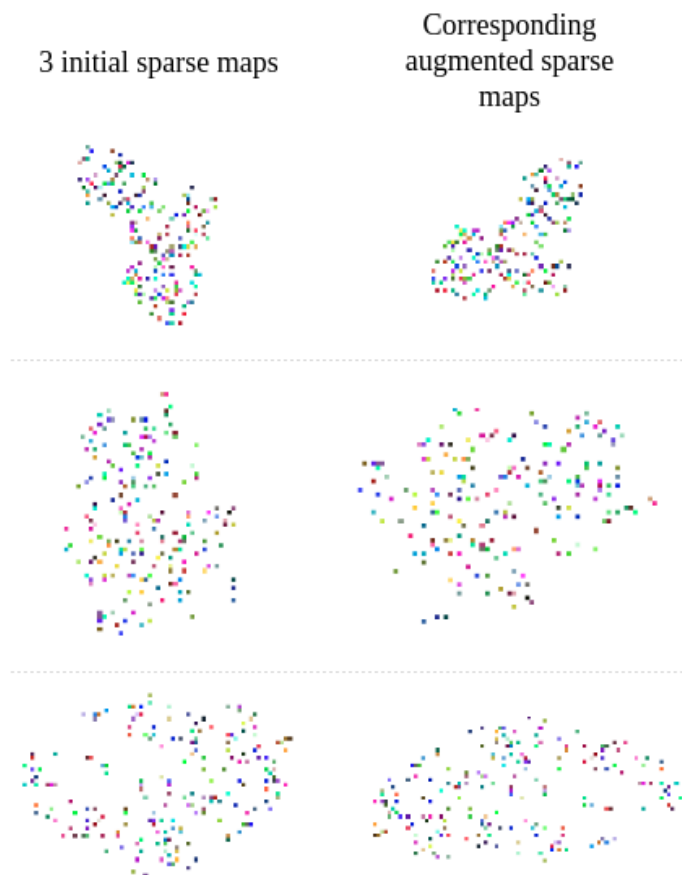 3 initial sparse maps
Corresponding
augmented sparse
maps